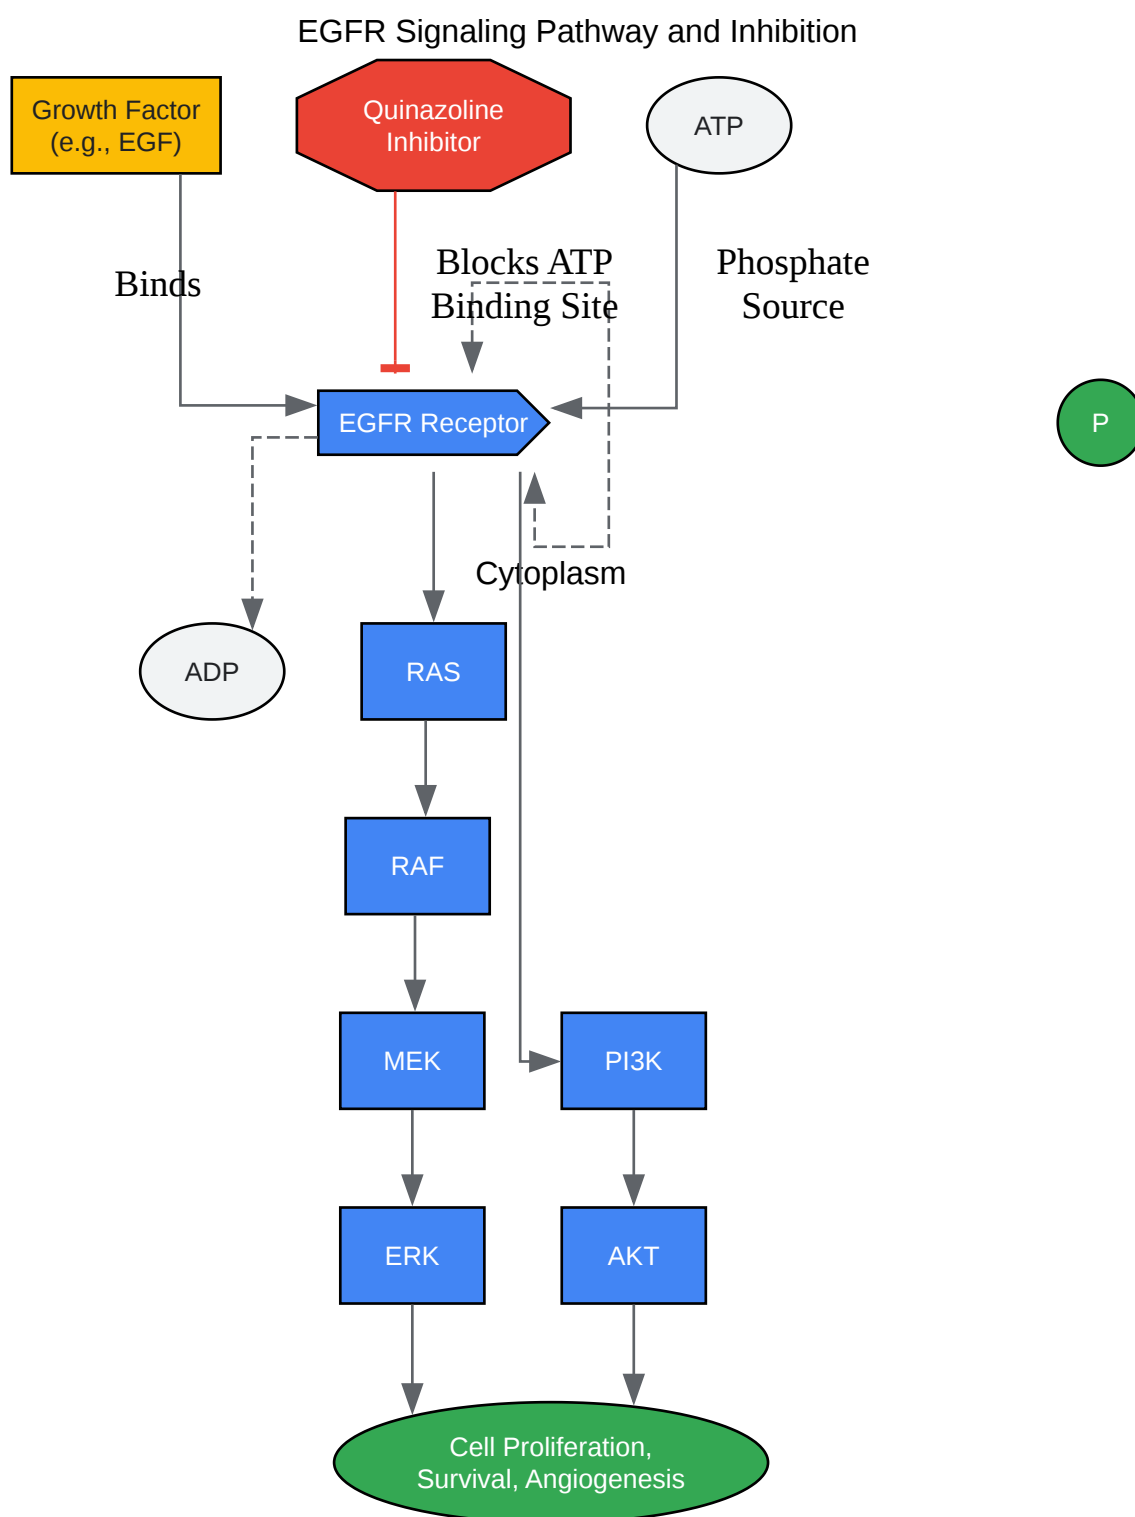 EGFR Signaling Pathway and Inhibition
Growth Factor
(e.g., EGF)
Quinazoline
Inhibitor
ATP
Binds
Blocks ATP
Binding Site
Phosphate
Source
EGFR Receptor
P
Cytoplasm
ADP
RAS
RAF
MEK
PI3K
ERK
AKT
Cell Proliferation,
Survival, Angiogenesis